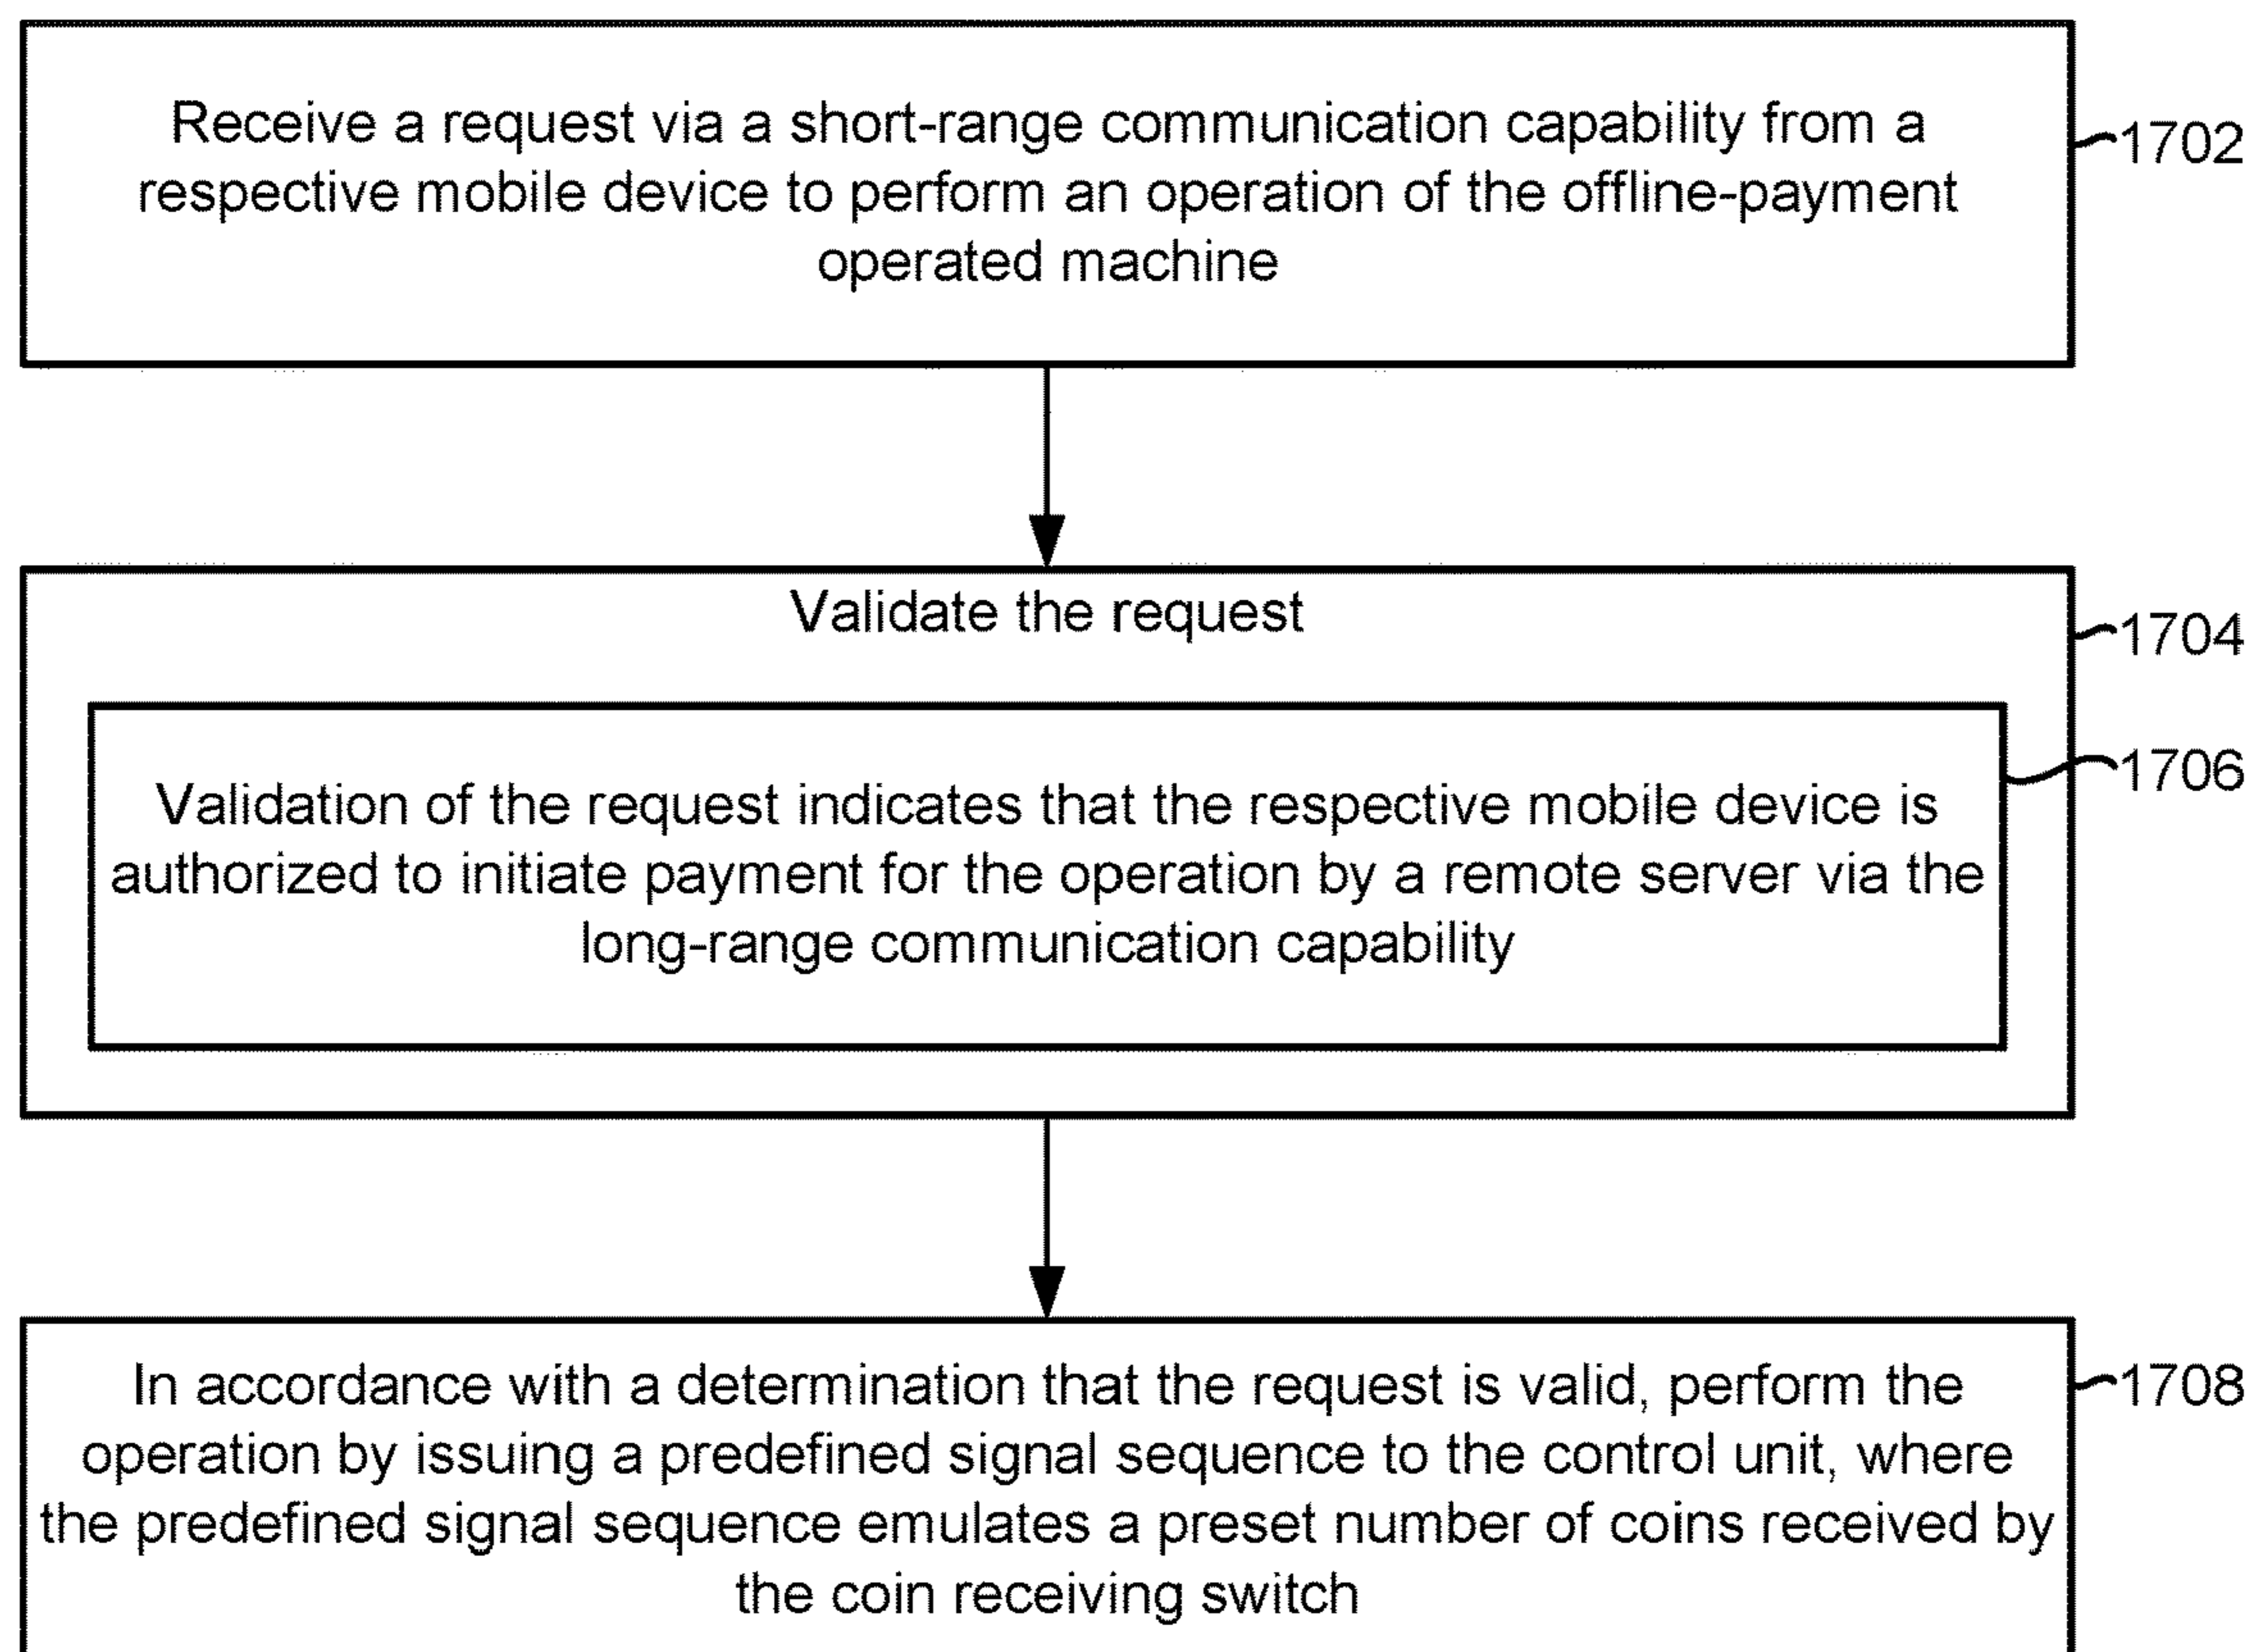 Receive a request via a short-range communication capability from a
respective mobile device to perform an operation of the offline-payment
operated machine
1702
Validate the request
1704
Validation of the request indicates that the respective mobile device is
authorized to initiate payment for the operation by a remote server via the
long-range communication capability
1706
In accordance with a determination that the request is valid, perform the
operation by issuing a predefined signal sequence to the control unit, where
the predefined signal sequence emulates a preset number of coins received by
the coin receiving switch
1708